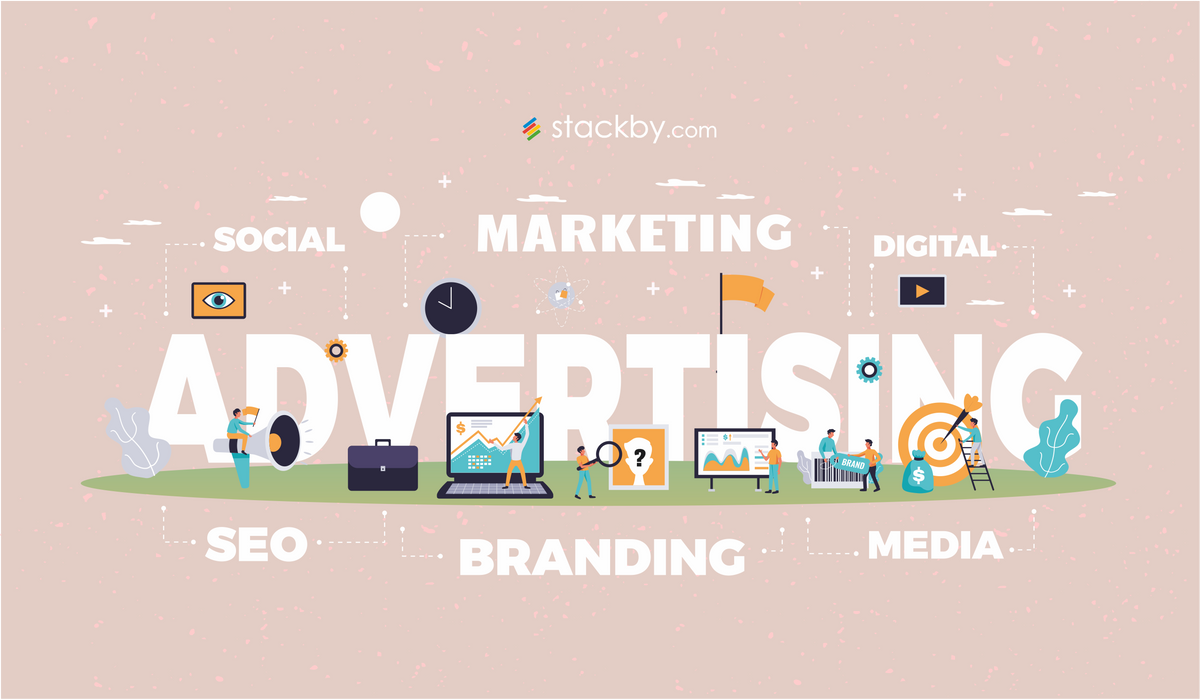 stackby.com
MARKETING
SOCIAL
DIGITAL
ADVERTISING
$
?
$
BRAND
$
SEO
BRANDING
MEDIA